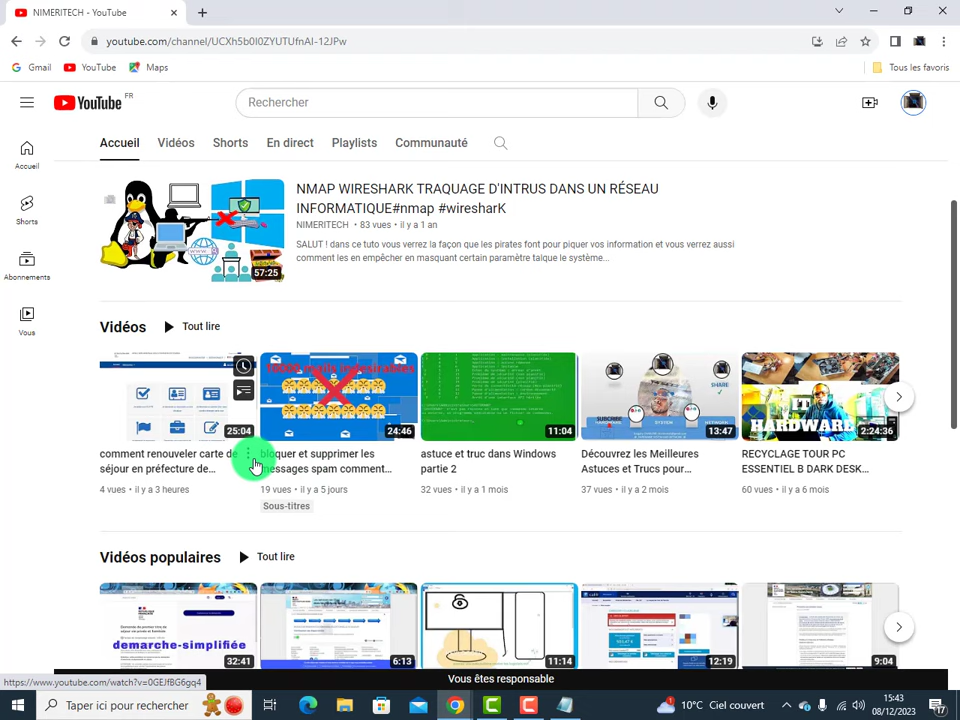 NIMERITECH - YouTube
youtube.com/channel/UCXh5b0I0ZYUTUfnAI-12JPw
Gmail
YouTube
Maps
Tous les favoris
YouTube FR
Rechercher
Accueil
Vidéos
Shorts
En direct
Playlists
Communauté
Accueil
Shorts
Abonnements
Vous
NMAP WIRESHARK TRAQUAGE D'INTRUS DANS UN RÉSEAU
INFORMATIQUE#nmap #wiresharK
NIMERITECH • 83 vues • il y a 1 an
SALUT ! dans ce tuto vous verrez la façon que les pirates font pour piquer vos information et vous verrez aussi
comment les en empêcher en masquant certain paramètre talque le système...
57:25
Vidéos
Tout lire
25:04
10000 mails indesirables
24:46
11:04
SUBSCRIBE
SHARE
13:47
HARDWARE
2:24:36
comment renouveler carte de
séjour en préfecture de...
4 vues • il y a 3 heures
bloquer et supprimer les
messages spam comment...
19 vues • il y a 5 jours
Sous-titres
astuce et truc dans Windows
partie 2
32 vues • il y a 1 mois
Découvrez les Meilleures
Astuces et Trucs pour...
37 vues • il y a 2 mois
RECYCLAGE TOUR PC
ESSENTIEL B DARK DESK...
60 vues • il y a 6 mois
Vidéos populaires
Tout lire
demarche-simplifiée
32:41
6:13
11:14
12:19
9:04
Vous êtes responsable
https://www.youtube.com/watch?v=0GEJfBG6gq4
Taper ici pour rechercher
10°C Ciel couvert
15:43
08/12/2023
17